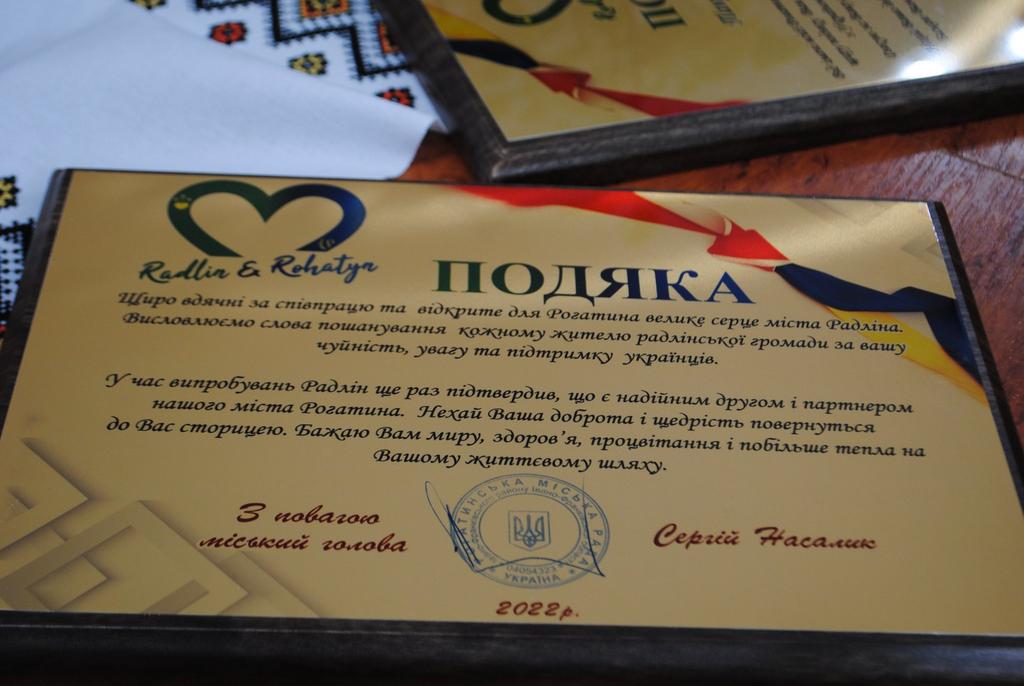 Radlin & Rohatyn
ПОДЯКА
Щиро вдячні за співпрацю та відкрите для Рогатина велике серце міста Радліна.
Висловлюємо слова пошанування кожному жителю радлінської громади за вашу
чуйність, увагу та підтримку українців.
У час випробувань Радлін ще раз підтвердив, що є надійним другом і партнером
нашого міста Рогатина. Нехай Ваша доброта і щедрість повернуться
до Вас сторицею. Бажаю Вам миру, здоров'я, процвітання і побільше тепла на
Вашому життєвому шляху.
З повагою
міський голова
Сергій Насалик
МІСЬКА РАДА
04054323
УКРАЇНА
2022р.